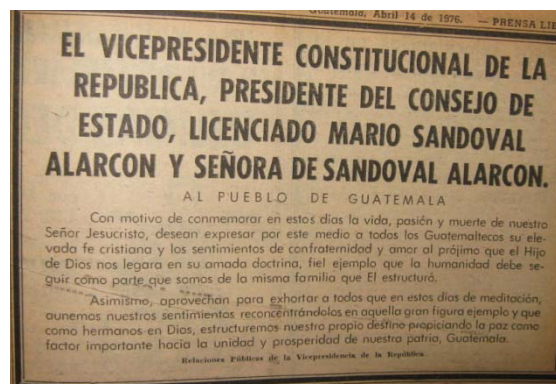 Guatemala, Abril 14 de 1976. — PRENSA LIB
EL VICEPRESIDENTE CONSTITUCIONAL DE LA
REPUBLICA, PRESIDENTE DEL CONSEJO DE
ESTADO, LICENCIADO MARIO SANDOVAL
ALARCON Y SEÑORA DE SANDOVAL ALARCON.
AL PUEBLO DE GUATEMALA
Con motivo de conmemorar en estos días la vida, pasión y muerte de nuestro
Señor Jesucristo, desean expresar por este medio a todos los Guatemaltecos su ele-
vada fe cristiana y los sentimientos de confraternidad y amor al prójimo que el Hijo
de Dios nos legara en su amada doctrina, fiel ejemplo que la humanidad debe se-
guir como parte que somos de la misma familia que El estructuró.
Asimismo, aprovechan para exhortar a todos que en estos días de meditación,
aunemos nuestros sentimientos reconcentrándolos en aquella gran figura ejemplo y que
como hermanos en Dios, estructuremos nuestro propio destino propiciando la paz como
factor importante hacia la unidad y prosperidad de nuestra patria, Guatemala.
Relaciones Públicas de la Vicepresidencia de la República.